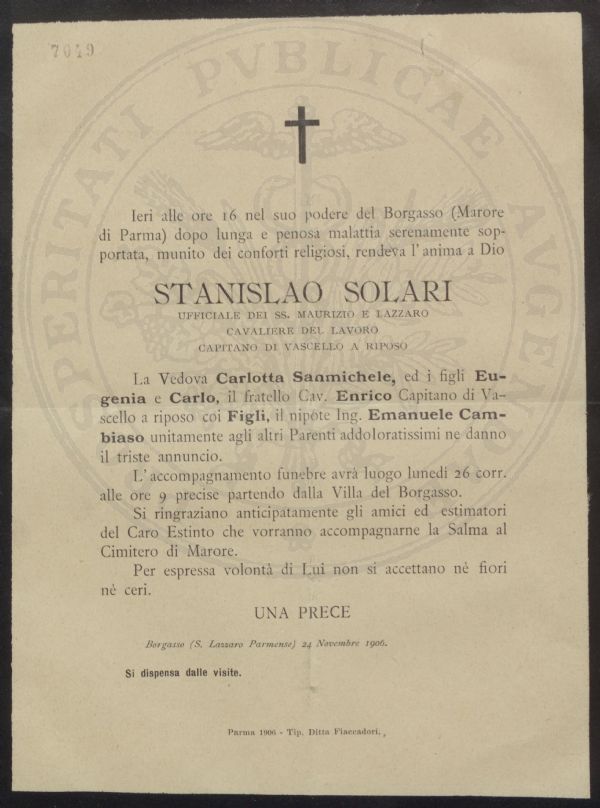 7049
PROSPERITATI PVBLICAE AVGENDAE
Ieri alle ore 16 nel suo podere del Borgasso (Marore
di Parma) dopo lunga e penosa malattia serenamente sop-
portata, munito dei conforti religiosi, rendeva l'anima a Dio
STANISLAO SOLARI
UFFICIALE DEI SS. MAURIZIO E LAZZARO
CAVALIERE DEL LAVORO
CAPITANO DI VASCELLO A RIPOSO
La Vedova Carlotta Sanmichele, ed i figli Eu-
genia e Carlo, il fratello Cav. Enrico Capitano di Va-
scello a riposo coi Figli, il nipote Ing. Emanuele Cam-
biaso unitamente agli altri Parenti addoloratissimi ne danno
il triste annuncio.
L'accompagnamento funebre avrà luogo lunedì 26 corr.
alle ore 9 precise partendo dalla Villa del Borgasso.
Si ringraziano anticipatamente gli amici ed estimatori
del Caro Estinto che vorranno accompagnarne la Salma al
Cimitero di Marore.
Per espressa volontà di Lui non si accettano nè fiori
nè ceri.
UNA PRECE
Borgasso (S. Lazzaro Parmense) 24 Novembre 1906.
Si dispensa dalle visite.
Parma 1906 - Tip. Ditta Fiaccadori.